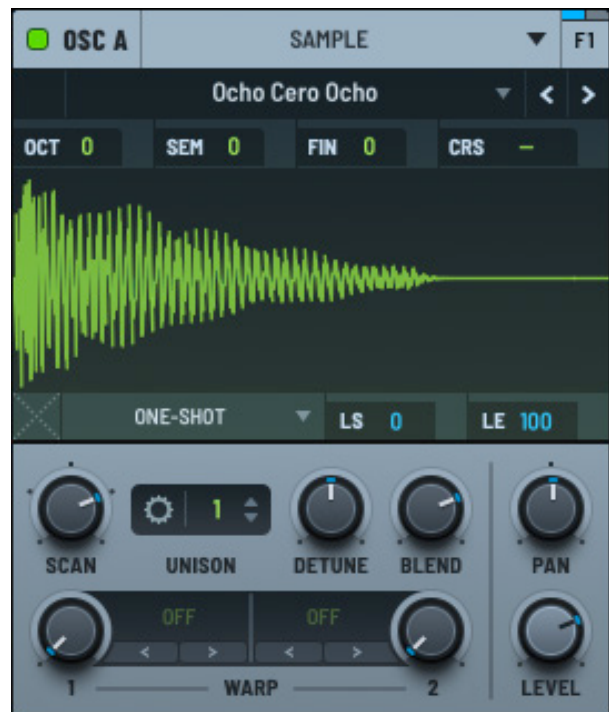 OSC A SAMPLE F1
Ocho Cero Ocho < >
OCT 0 SEM 0 FIN 0 CRS –
ONE-SHOT LS 0 LE 100
1
SCAN UNISON DETUNE BLEND PAN
OFF OFF
< > < >
1 WARP 2 LEVEL